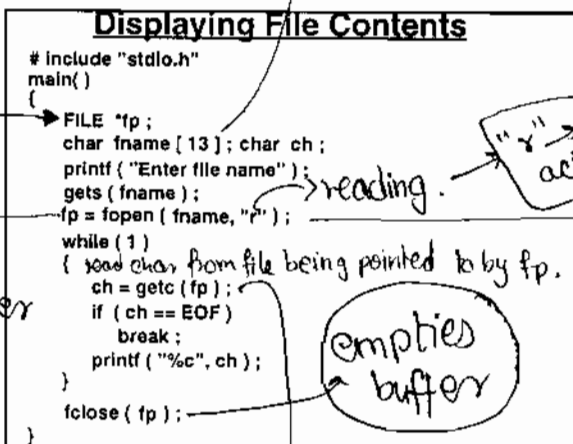 Displaying File Contents
# include "stdio.h"
main( )
{
FILE *fp ;
char fname [ 13 ] ; char ch ;
printf ( "Enter file name" ) ;
gets ( fname ) ;
reading.
"r"
fp = fopen ( fname, "r" ) ;
while ( 1 )
{ read char from file being pointed to by fp.
ch = getc ( fp ) ;
if ( ch == EOF )
break ;
printf ( "%c", ch ) ;
}
fclose ( fp ) ;
empties
buffer
}